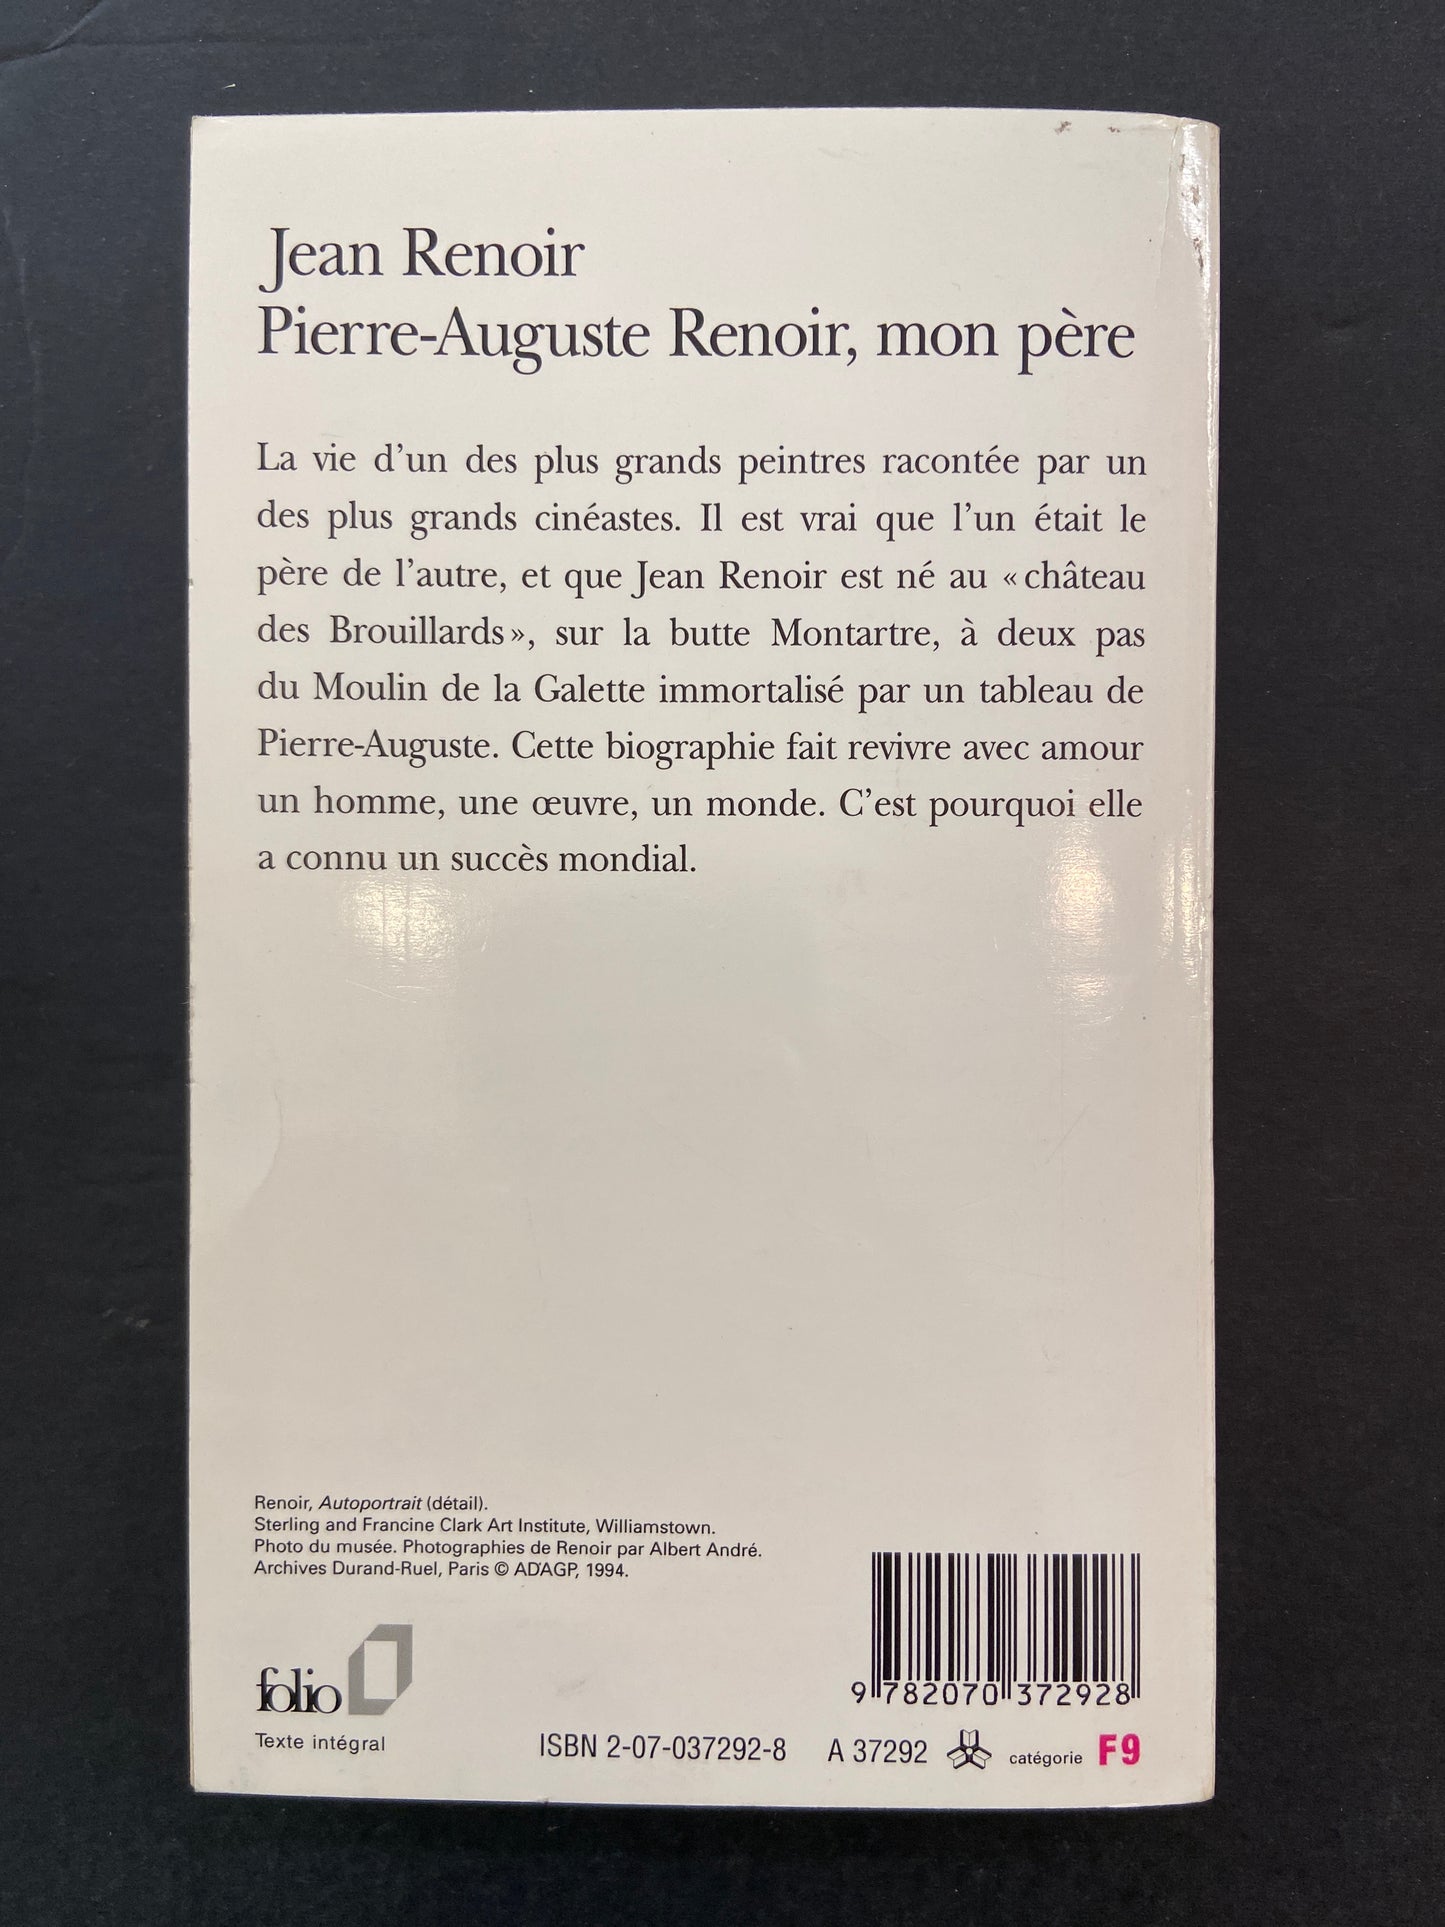 Jean Renoir
Pierre-Auguste Renoir, mon père
La vie d'un des plus grands peintres racontée par un
des plus grands cinéastes. Il est vrai que l'un était le
père de l'autre, et que Jean Renoir est né au « château
des Brouillards », sur la butte Montartre, à deux pas
du Moulin de la Galette immortalisé par un tableau de
Pierre-Auguste. Cette biographie fait revivre avec amour
un homme, une œuvre, un monde. C'est pourquoi elle
a connu un succès mondial.
Renoir, Autoportrait (détail).
Sterling and Francine Clark Art Institute, Williamstown.
Photo du musée. Photographies de Renoir par Albert André.
Archives Durand-Ruel, Paris © ADAGP, 1994.
9 782070 372928
folio
Texte intégral
ISBN 2-07-037292-8 A 37292 catégorie F9